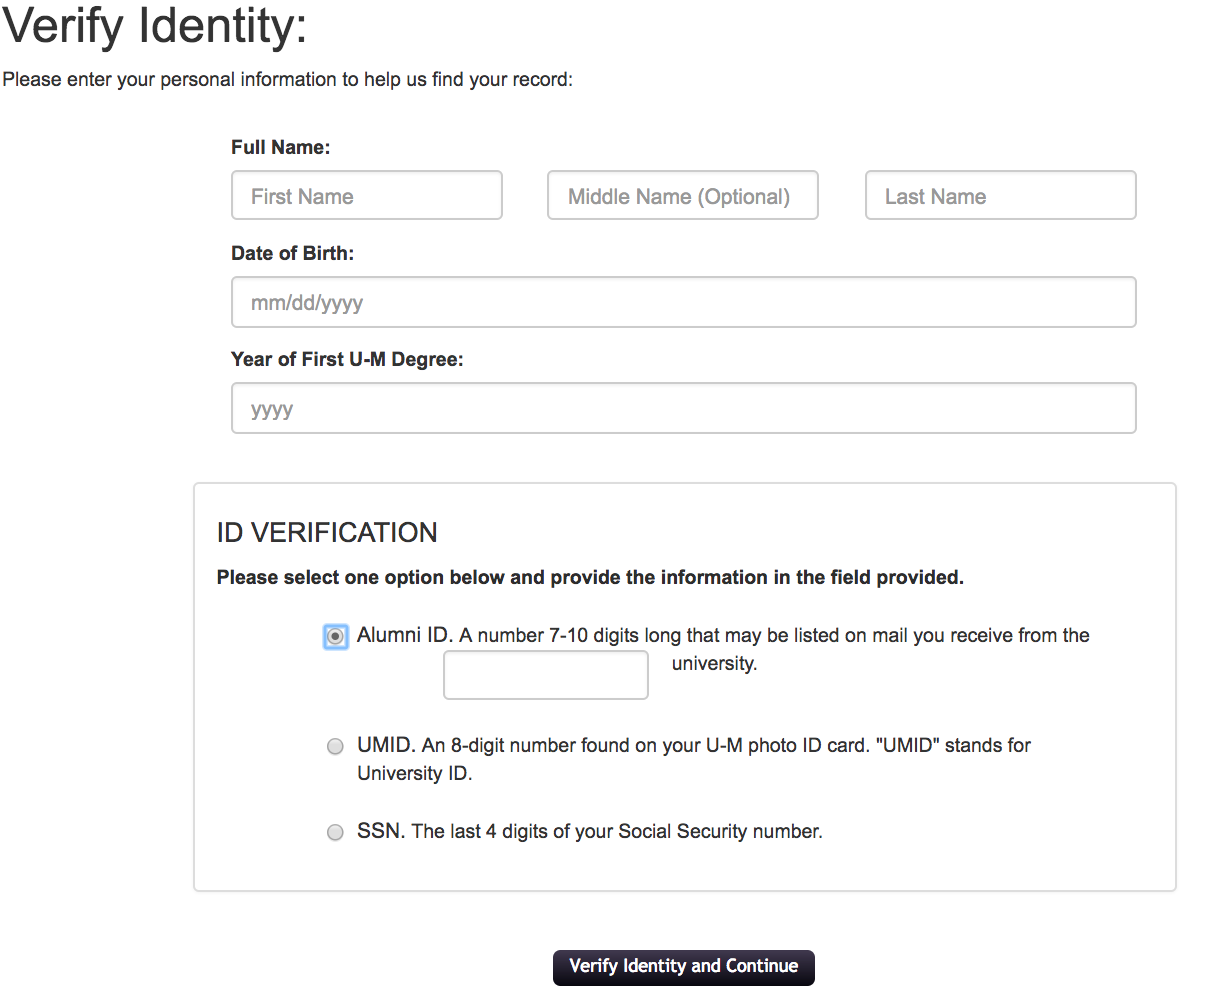 Verify Identity:
Please enter your personal information to help us find your record:
Full Name:
First Name Middle Name (Optional) Last Name
Date of Birth:
mm/dd/yyyy
Year of First U-M Degree:
yyyy
ID VERIFICATION
Please select one option below and provide the information in the field provided.
Alumni ID. A number 7-10 digits long that may be listed on mail you receive from the
university.
UMID. An 8-digit number found on your U-M photo ID card. "UMID" stands for
University ID.
SSN. The last 4 digits of your Social Security number.
Verify Identity and Continue